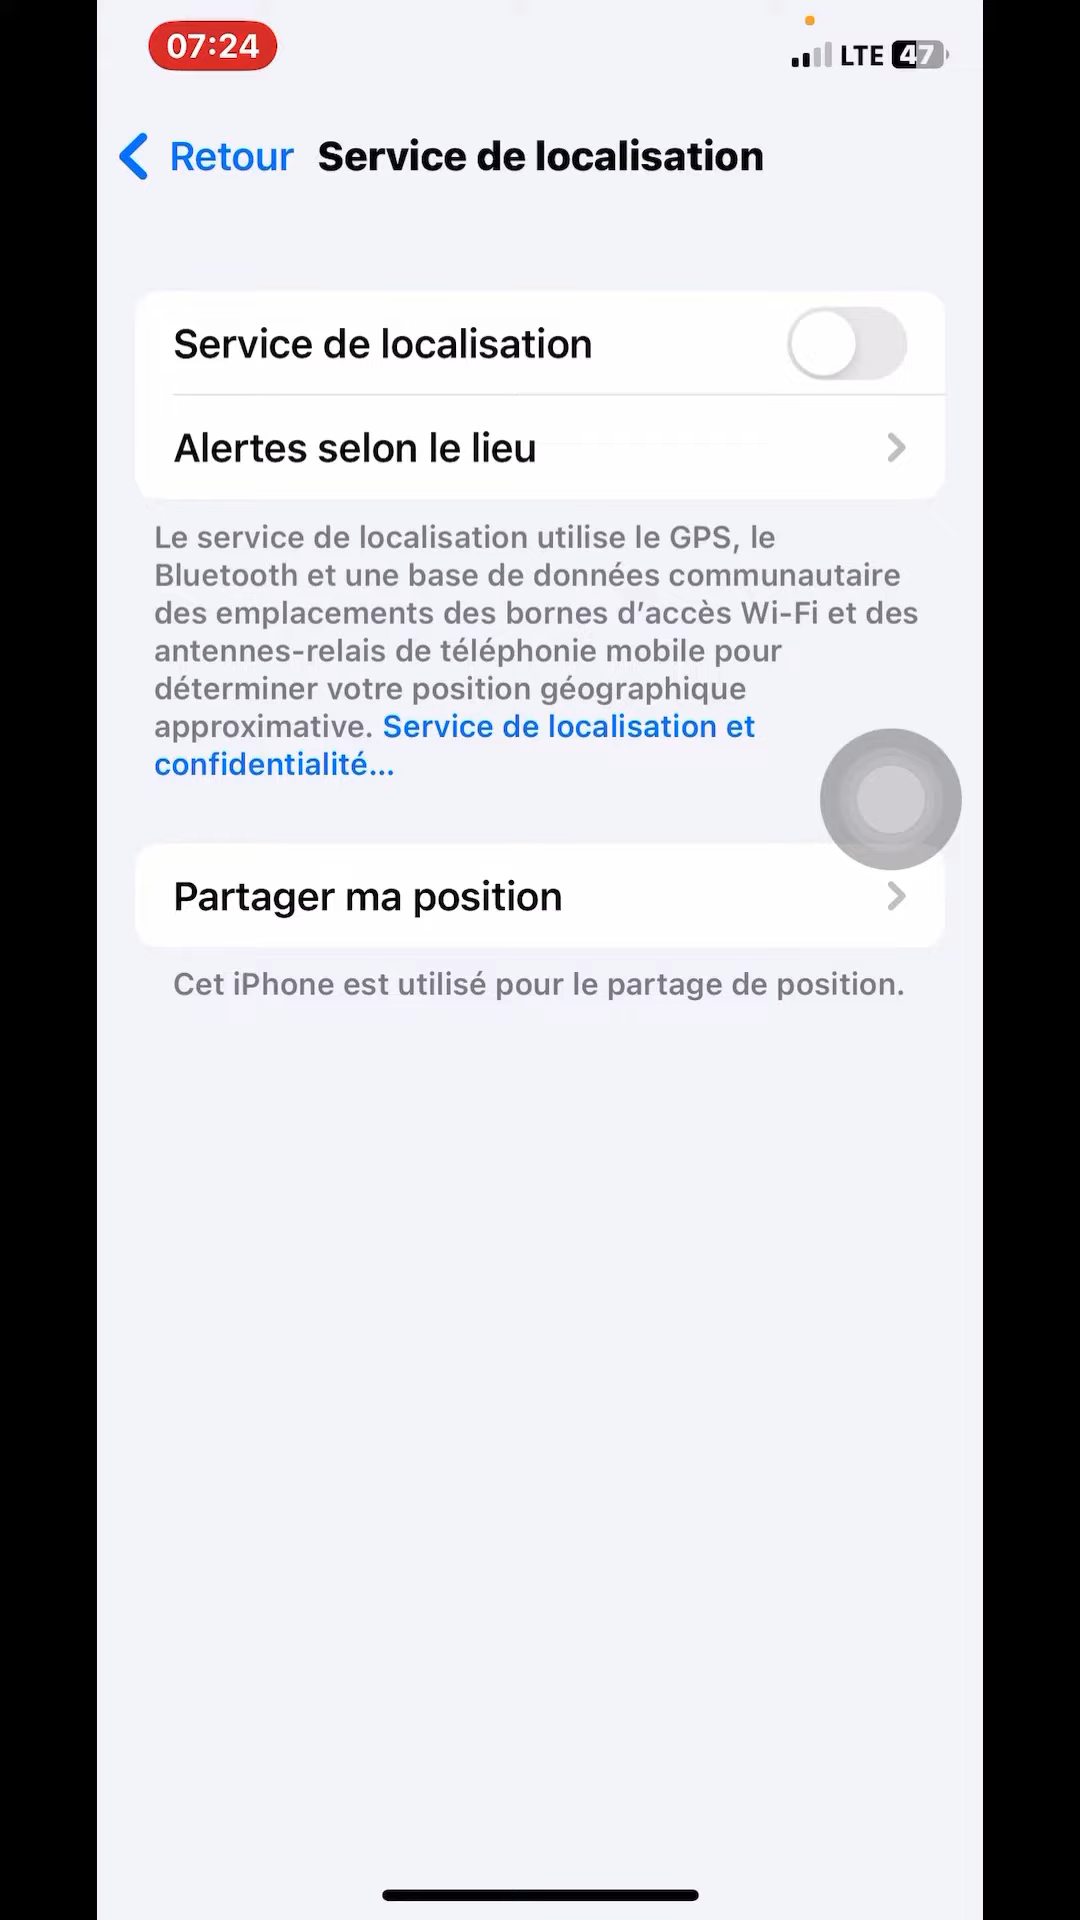 07:24
LTE 47
Retour Service de localisation
Service de localisation
Alertes selon le lieu
Le service de localisation utilise le GPS, le
Bluetooth et une base de données communautaire
des emplacements des bornes d’accès Wi-Fi et des
antennes-relais de téléphonie mobile pour
déterminer votre position géographique
approximative. Service de localisation et
confidentialité...
Partager ma position
Cet iPhone est utilisé pour le partage de position.